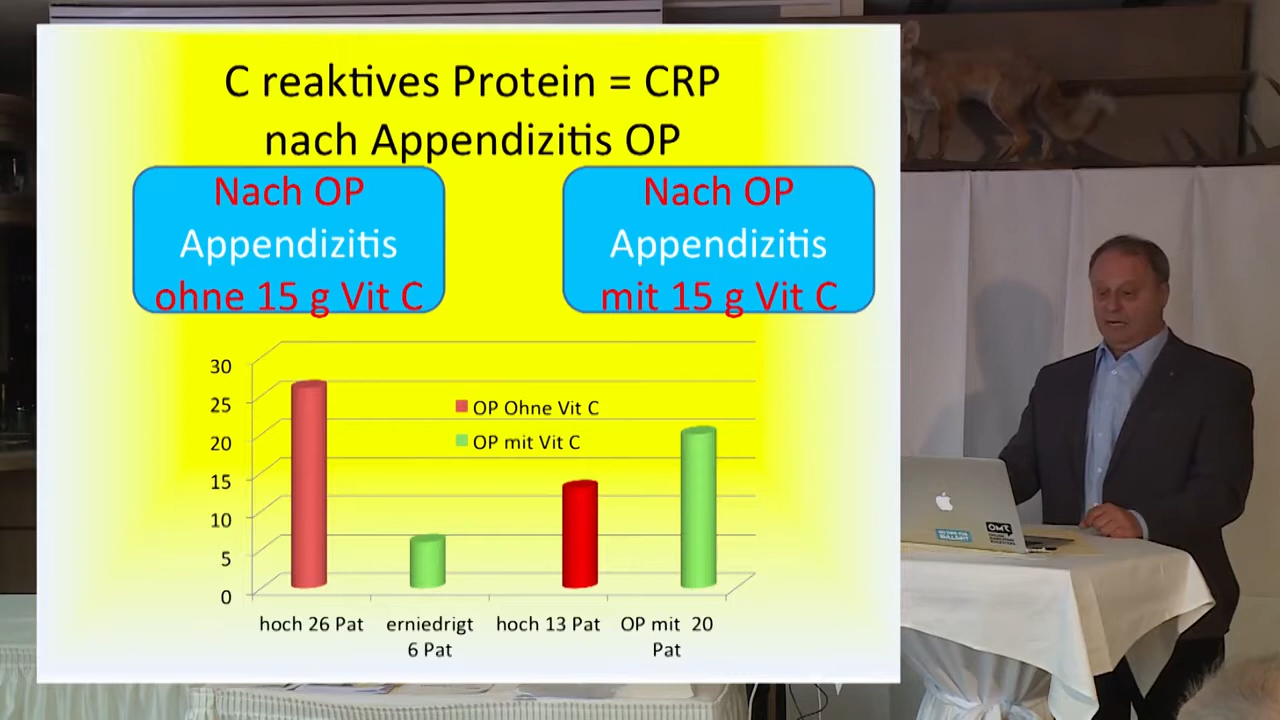 C reaktives Protein = CRP
nach Appendizitis OP
Nach OP
Appendizitis
ohne 15 g Vit C
Nach OP
Appendizitis
mit 15 g Vit C
30
25
20
15
10
5
0
OP Ohne Vit C
OP mit Vit C
hoch 26 Pat
erniedrigt
6 Pat
hoch 13 Pat
OP mit 20
Pat
OMR